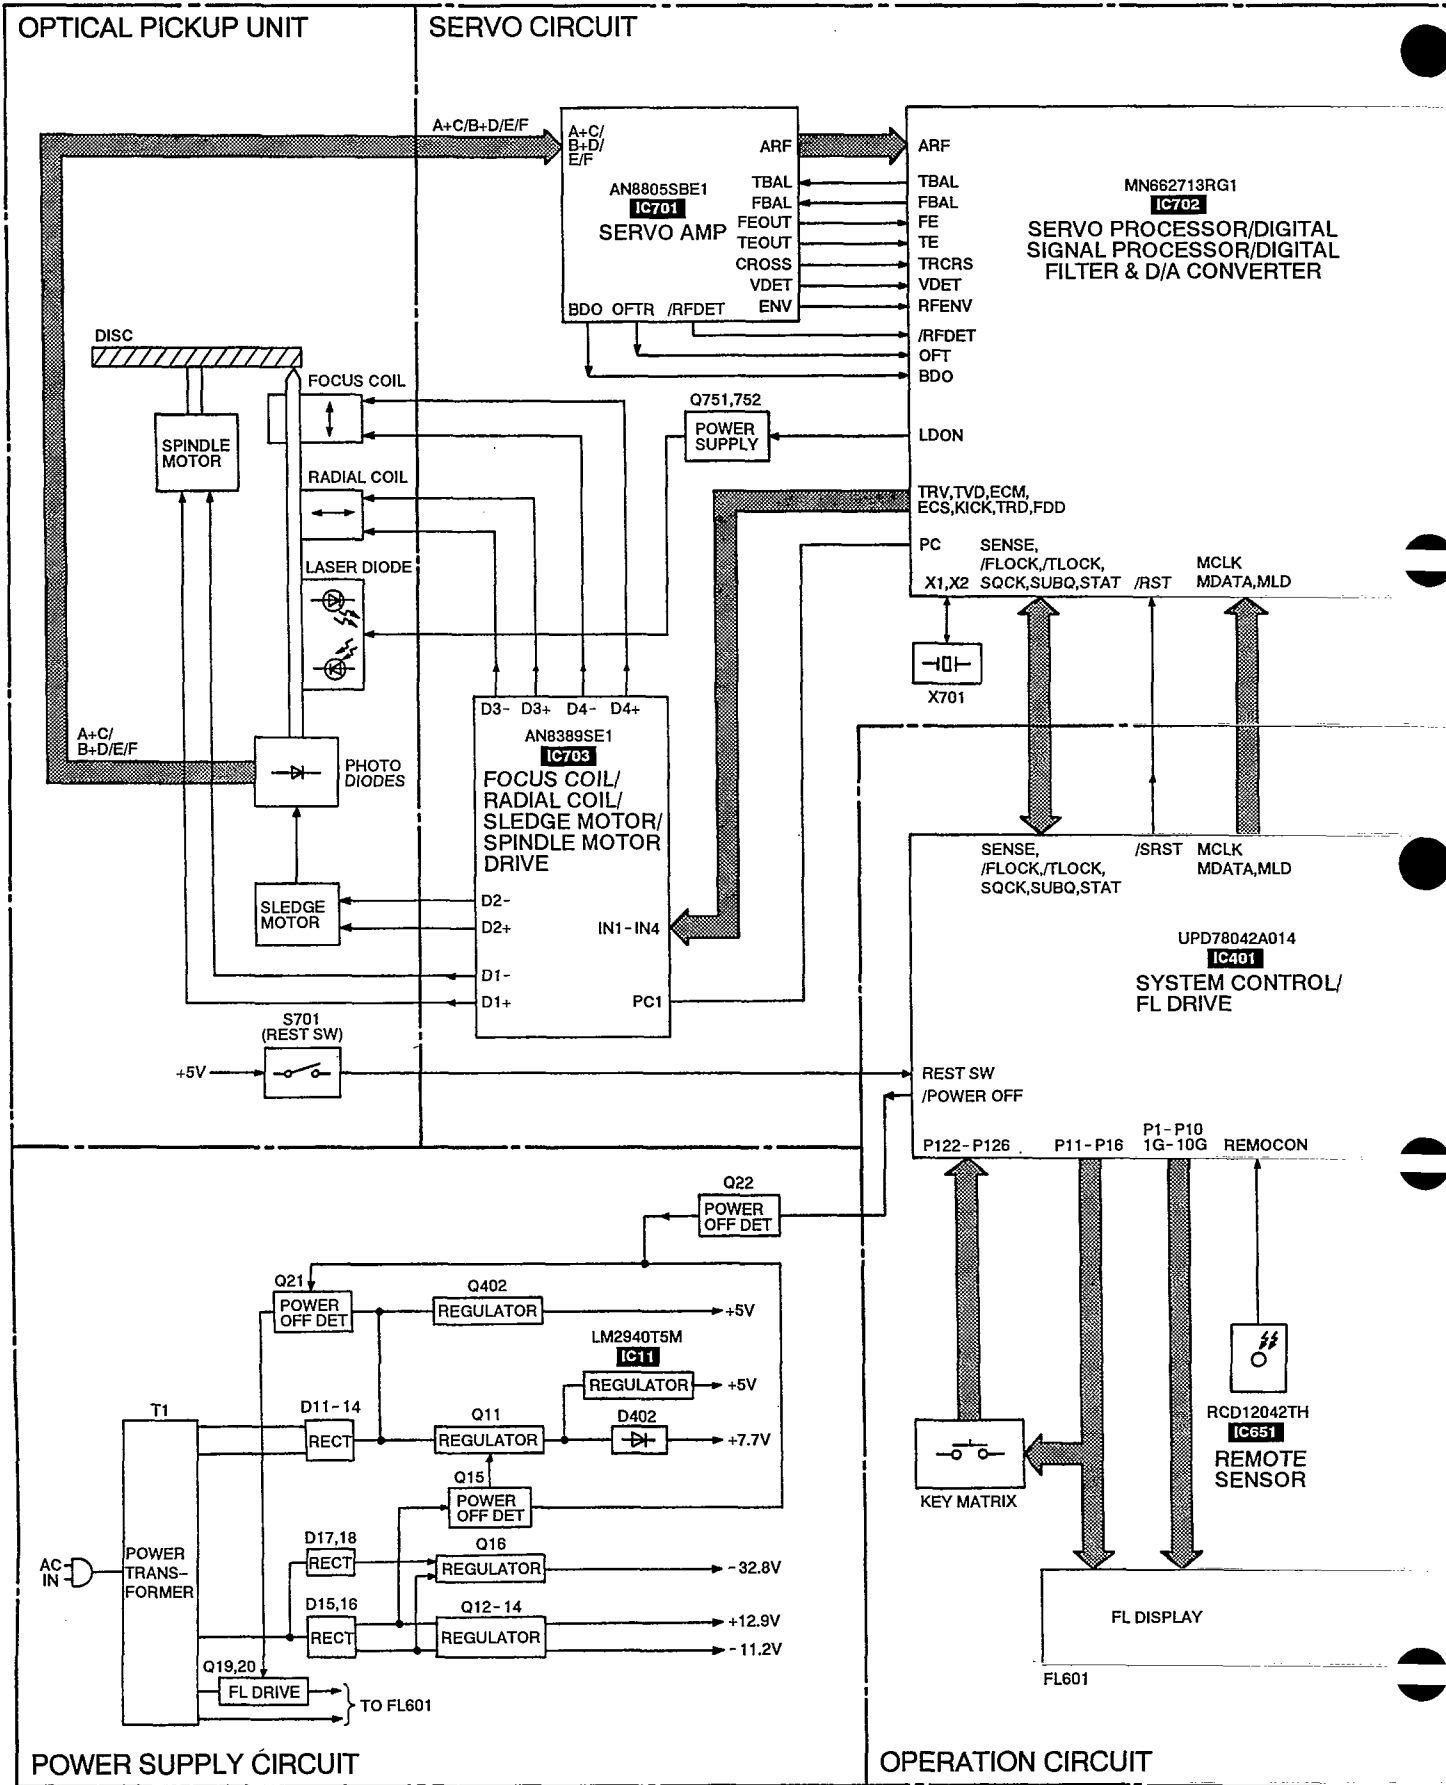 OPTICAL PICKUP UNIT
SERVO CIRCUIT
A+C/B+D/E/F
A+C/
B+D/
E/F
ARF
TBAL
FBAL
FEOUT
TEOUT
CROSS
VDET
ENV
AN8805SBE1
IC701
SERVO AMP
BDO OFTR /RFDET
ARF
TBAL
FBAL
FE
TE
TRCRS
VDET
RFENV
/RFDET
OFT
BDO
LDON
TRV,TVD,ECM,
ECS,KICK,TRD,FDD
PC
MN662713RG1
IC702
SERVO PROCESSOR/DIGITAL
SIGNAL PROCESSOR/DIGITAL
FILTER & D/A CONVERTER
X1,X2
SENSE,
/FLOCK,/TLOCK,
SQCK,SUBQ,STAT
/RST
MCLK
MDATA,MLD
X701
DISC
SPINDLE
MOTOR
FOCUS COIL
RADIAL COIL
LASER DIODE
Q751,752
POWER
SUPPLY
A+C/
B+D/E/F
PHOTO
DIODES
SLEDGE
MOTOR
D3- D3+ D4- D4+
AN8389SE1
IC703
FOCUS COIL/
RADIAL COIL/
SLEDGE MOTOR/
SPINDLE MOTOR
DRIVE
D2-
D2+
D1-
D1+
IN1-IN4
PC1
S701
(REST SW)
+5V
SENSE,
/FLOCK,/TLOCK,
SQCK,SUBQ,STAT
/SRST
MCLK
MDATA,MLD
UPD78042A014
IC401
SYSTEM CONTROL/
FL DRIVE
REST SW
/POWER OFF
P122-P126
P11-P16
P1-P10
1G-10G
REMOCON
Q22
POWER
OFF DET
Q21
POWER
OFF DET
Q402
REGULATOR
+5V
LM2940T5M
IC11
REGULATOR
+5V
T1
D11-14
RECT
Q11
REGULATOR
D402
+7.7V
Q15
POWER
OFF DET
AC
IN
POWER
TRANS-
FORMER
D17,18
RECT
Q16
REGULATOR
-32.8V
D15,16
RECT
Q12-14
REGULATOR
+12.9V
-11.2V
Q19,20
FL DRIVE
TO FL601
KEY MATRIX
RCD12042TH
IC651
REMOTE
SENSOR
FL DISPLAY
FL601
POWER SUPPLY CIRCUIT
OPERATION CIRCUIT